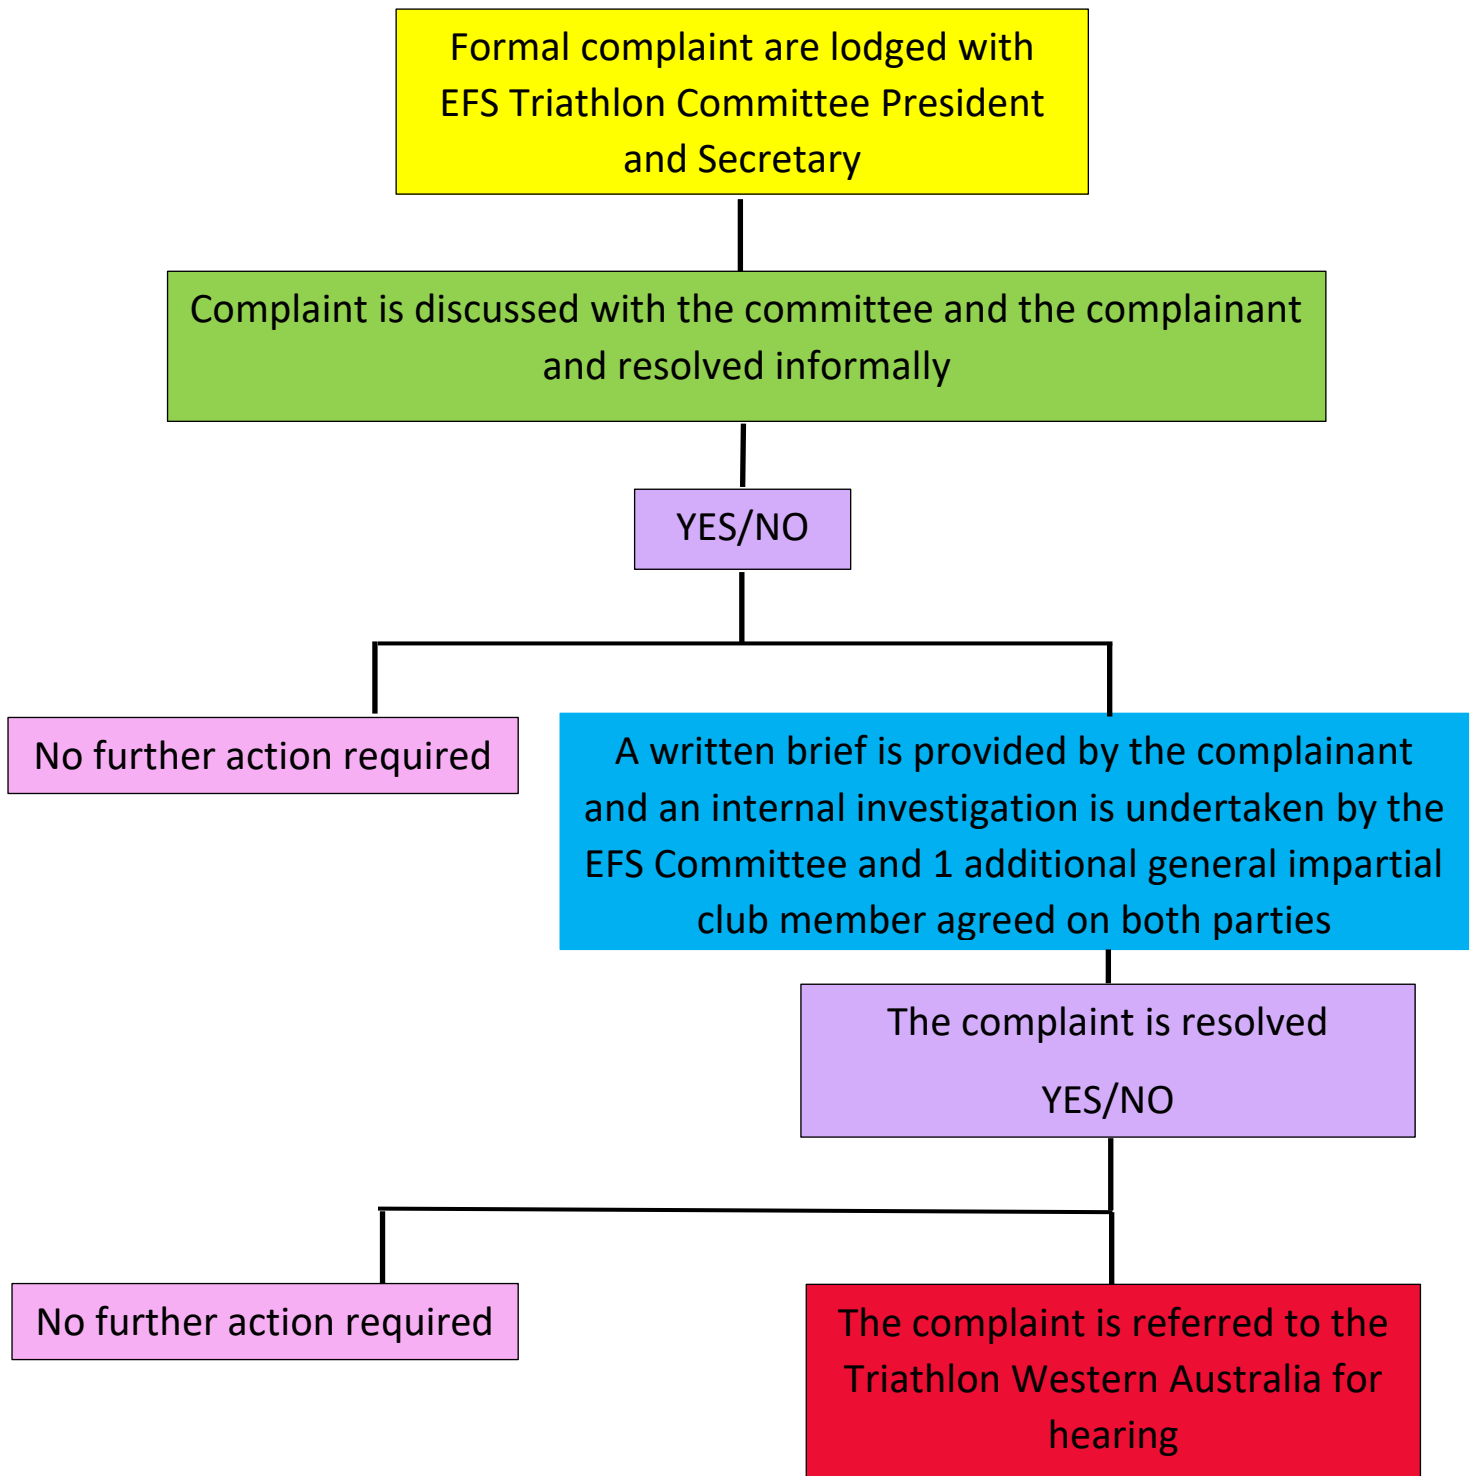 Formal complaint are lodged with
EFS Triathlon Committee President
and Secretary
Complaint is discussed with the committee and the complainant
and resolved informally
YES/NO
No further action required
A written brief is provided by the complainant
and an internal investigation is undertaken by the
EFS Committee and 1 additional general impartial
club member agreed on both parties
The complaint is resolved
YES/NO
No further action required
The complaint is referred to the
Triathlon Western Australia for
hearing